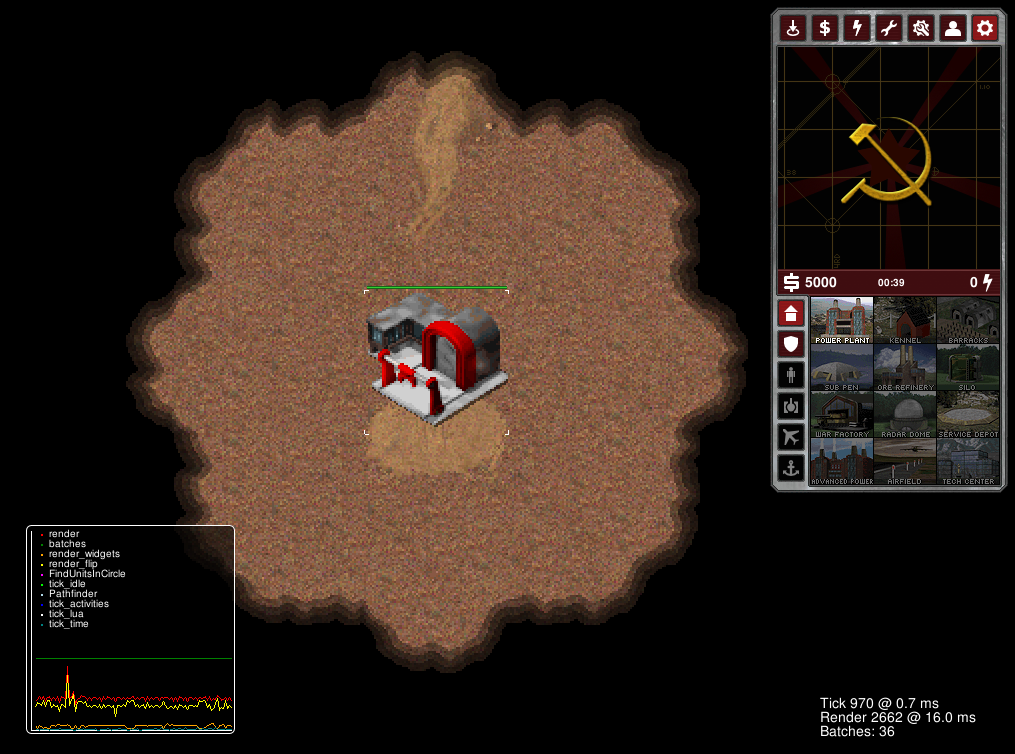 $
$ 5000
00:39
0
POWER PLANT
KENNEL
BARRACKS
SUB PEN
ORE REFINERY
SILO
WAR FACTORY
RADAR DOME
SERVICE DEPOT
ADVANCED POWER
AIRFIELD
TECH CENTER
render
batches
render_widgets
render_flip
FindUnitsInCircle
tick_idle
Pathfinder
tick_activities
tick_lua
tick_time
Tick 970 @ 0.7 ms
Render 2662 @ 16.0 ms
Batches: 36